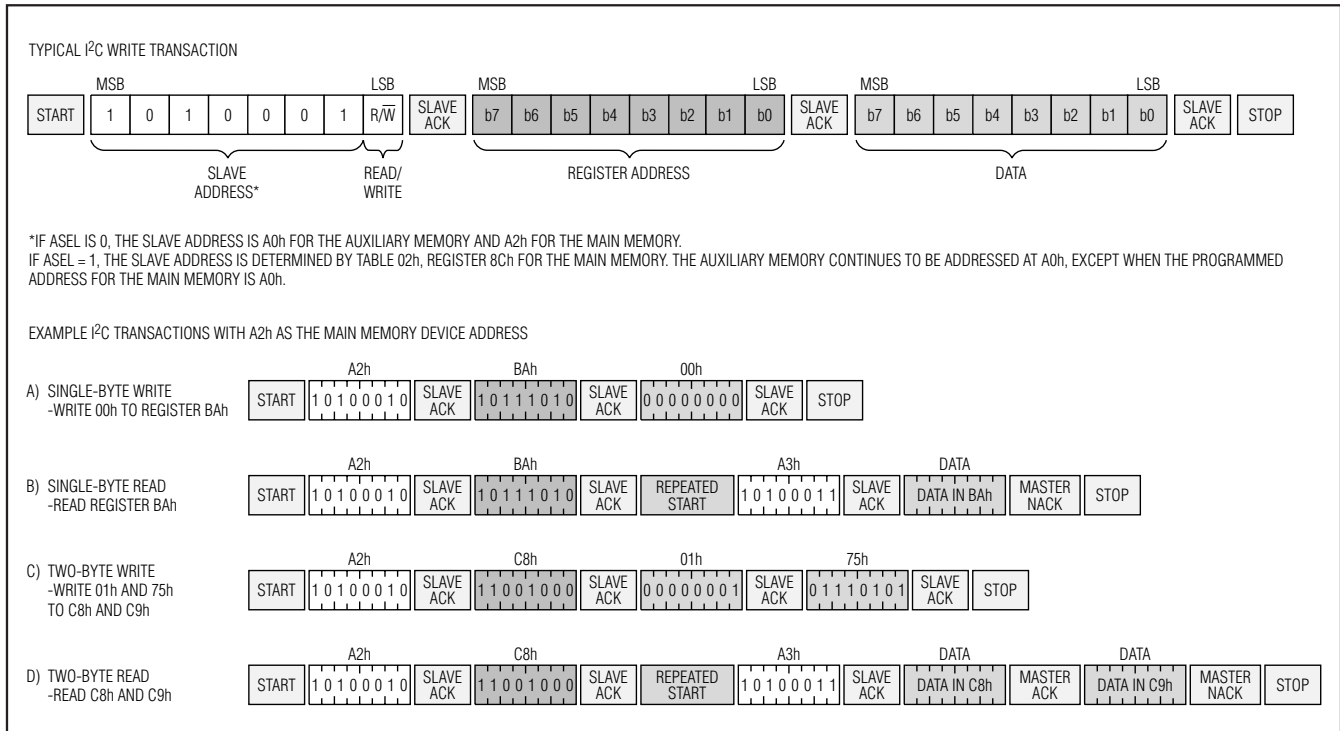 TYPICAL I2C WRITE TRANSACTION
MSB LSB MSB LSB MSB LSB
START 1 0 1 0 0 0 1 R/W̅ SLAVE ACK b7 b6 b5 b4 b3 b2 b1 b0 SLAVE ACK b7 b6 b5 b4 b3 b2 b1 b0 SLAVE ACK STOP
SLAVE ADDRESS* READ/WRITE REGISTER ADDRESS DATA
*IF ASEL IS 0, THE SLAVE ADDRESS IS A0h FOR THE AUXILIARY MEMORY AND A2h FOR THE MAIN MEMORY.
IF ASEL = 1, THE SLAVE ADDRESS IS DETERMINED BY TABLE 02h, REGISTER 8Ch FOR THE MAIN MEMORY. THE AUXILIARY MEMORY CONTINUES TO BE ADDRESSED AT A0h, EXCEPT WHEN THE PROGRAMMED
ADDRESS FOR THE MAIN MEMORY IS A0h.
EXAMPLE I2C TRANSACTIONS WITH A2h AS THE MAIN MEMORY DEVICE ADDRESS
A2h BAh 00h
A) SINGLE-BYTE WRITE
-WRITE 00h TO REGISTER BAh
START 1 0 1 0 0 0 1 0 SLAVE ACK 1 0 1 1 1 0 1 0 SLAVE ACK 0 0 0 0 0 0 0 0 SLAVE ACK STOP
A2h BAh A3h DATA
B) SINGLE-BYTE READ
-READ REGISTER BAh
START 1 0 1 0 0 0 1 0 SLAVE ACK 1 0 1 1 1 0 1 0 SLAVE ACK REPEATED START 1 0 1 0 0 0 1 1 SLAVE ACK DATA IN BAh MASTER NACK STOP
A2h C8h 01h 75h
C) TWO-BYTE WRITE
-WRITE 01h AND 75h
TO C8h AND C9h
START 1 0 1 0 0 0 1 0 SLAVE ACK 1 1 0 0 1 0 0 0 SLAVE ACK 0 0 0 0 0 0 0 1 SLAVE ACK 0 1 1 1 0 1 0 1 SLAVE ACK STOP
A2h C8h A3h DATA DATA
D) TWO-BYTE READ
-READ C8h AND C9h
START 1 0 1 0 0 0 1 0 SLAVE ACK 1 1 0 0 1 0 0 0 SLAVE ACK REPEATED START 1 0 1 0 0 0 1 1 SLAVE ACK DATA IN C8h MASTER ACK DATA IN C9h MASTER NACK STOP